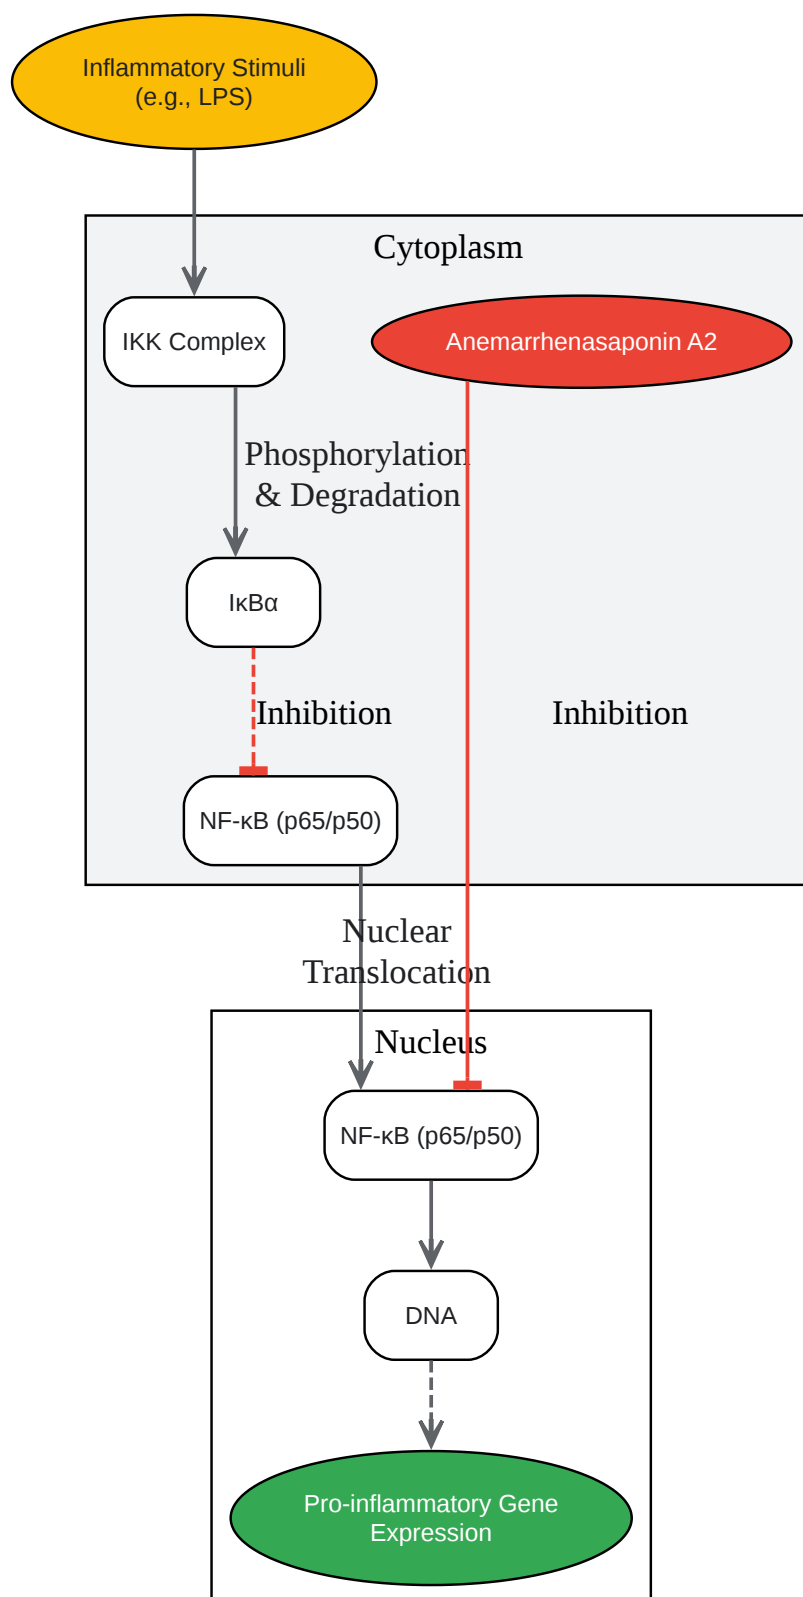 Inflammatory Stimuli
(e.g., LPS)
Cytoplasm
IKK Complex
Anemarrhenasaponin A2
Phosphorylation
& Degradation
IκBα
Inhibition
Inhibition
NF-κB (p65/p50)
Nuclear
Translocation
Nucleus
NF-κB (p65/p50)
DNA
Pro-inflammatory Gene
Expression